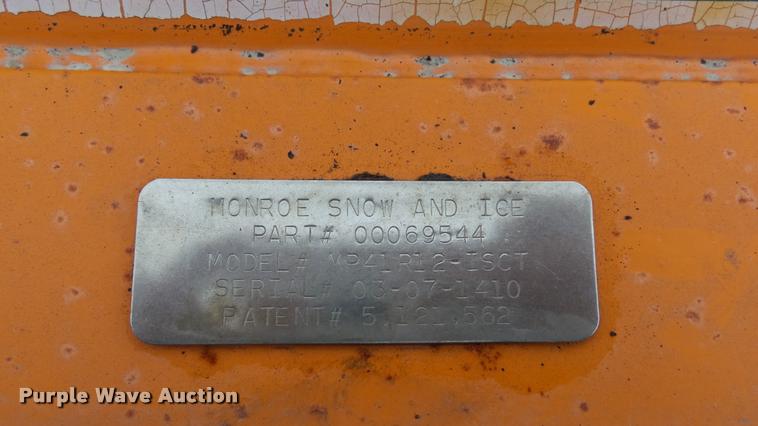 MONROE SNOW AND ICE
PART# 00069544
MODEL# MP41R12-ISCT
SERIAL# 03-07-1410
PATENT# 5,121,562
Purple Wave Auction